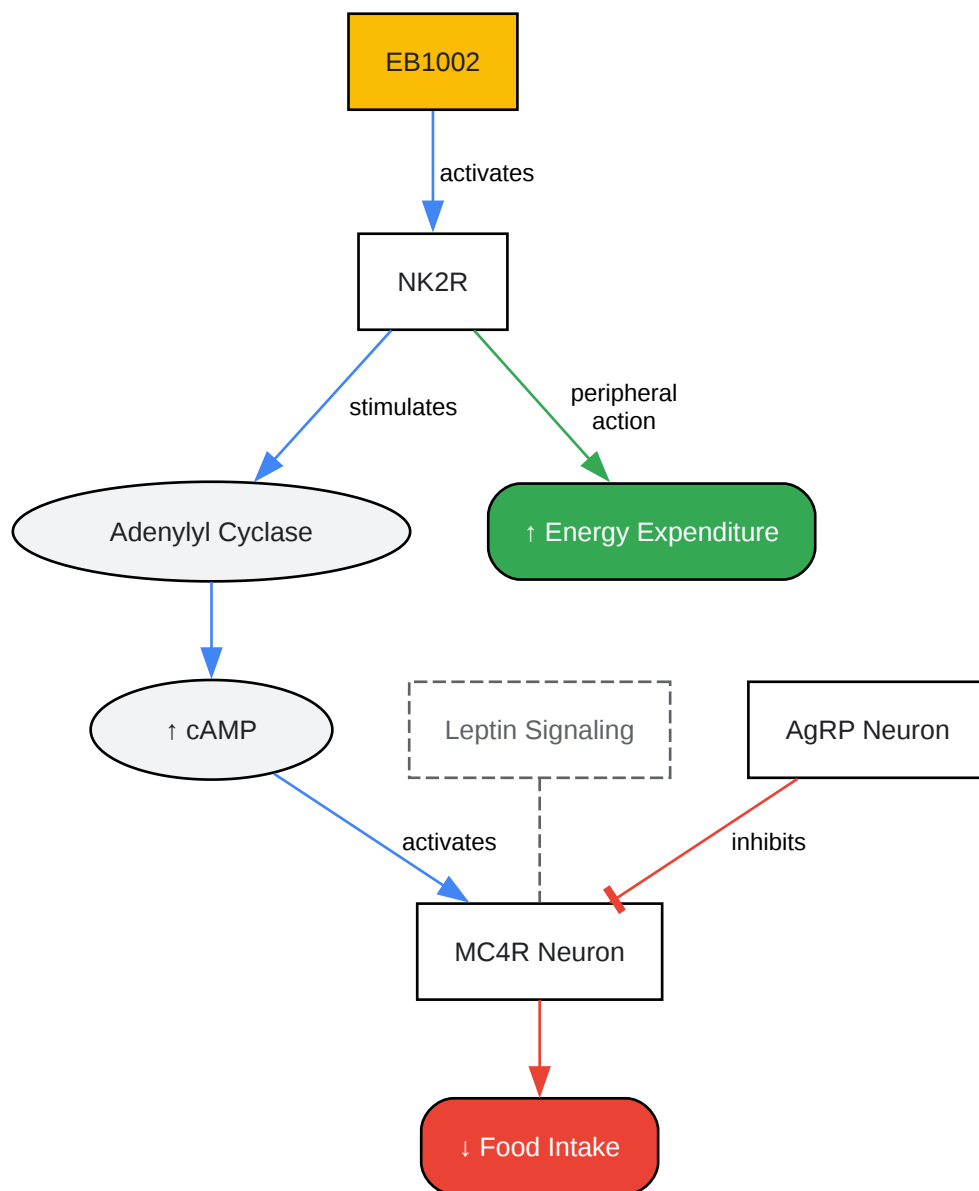 EB1002
activates
NK2R
stimulates
peripheral
action
Adenylyl Cyclase
↑ Energy Expenditure
↑ cAMP
Leptin Signaling
AgRP Neuron
activates
inhibits
MC4R Neuron
↓ Food Intake